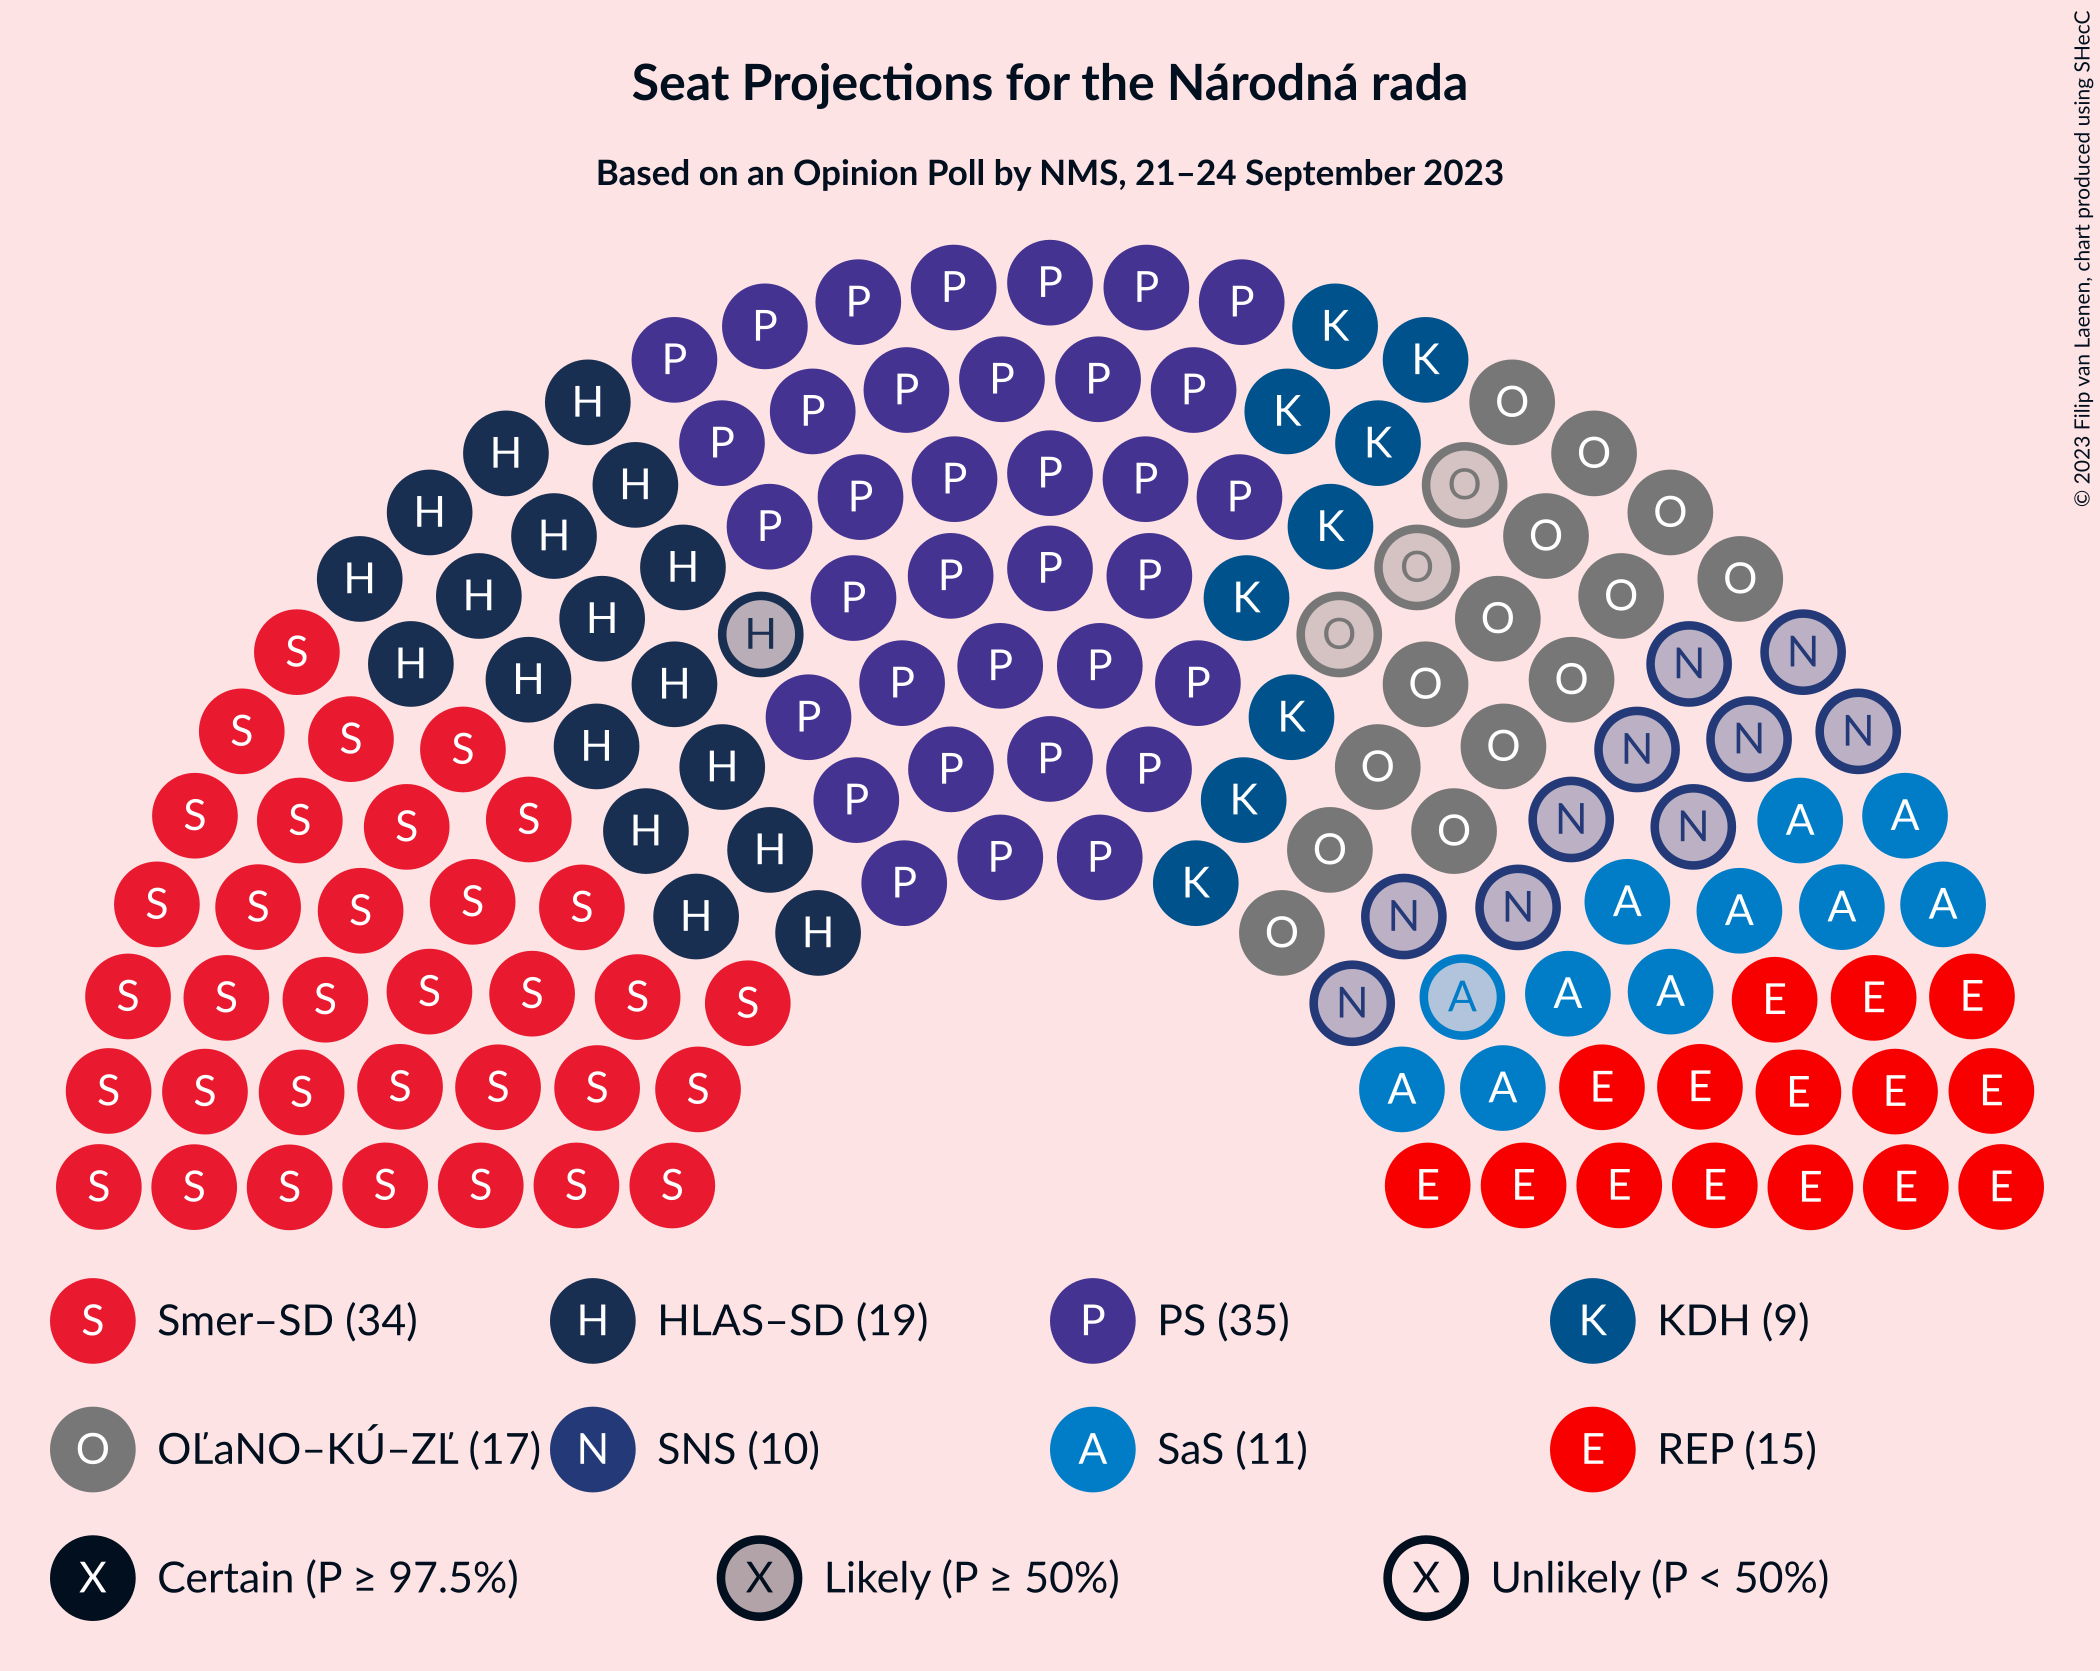 Seat Projections for the Národná rada
Based on an Opinion Poll by NMS, 21–24 September 2023
© 2023 Filip van Laenen, chart produced using SHecC
P P P P P P P K K
H P P P P P P K K O
H H P P P P P P K O O
H H H P P P P K O O O
H H H H P P P P K O O O
S H H H P P P P K O O N N
S S S H H P P P K O O N N N
S S S S H H P P P K O O N N A A
S S S S S H H O N N A A A A
S S S S S S S N A A A E E E
S S S S S S S A A E E E E E
S S S S S S S E E E E E E E
S Smer–SD (34) H HLAS–SD (19) P PS (35) K KDH (9)
O OĽaNO–KÚ–ZĽ (17) N SNS (10) A SaS (11) E REP (15)
X Certain (P ≥ 97.5%) X Likely (P ≥ 50%) X Unlikely (P < 50%)